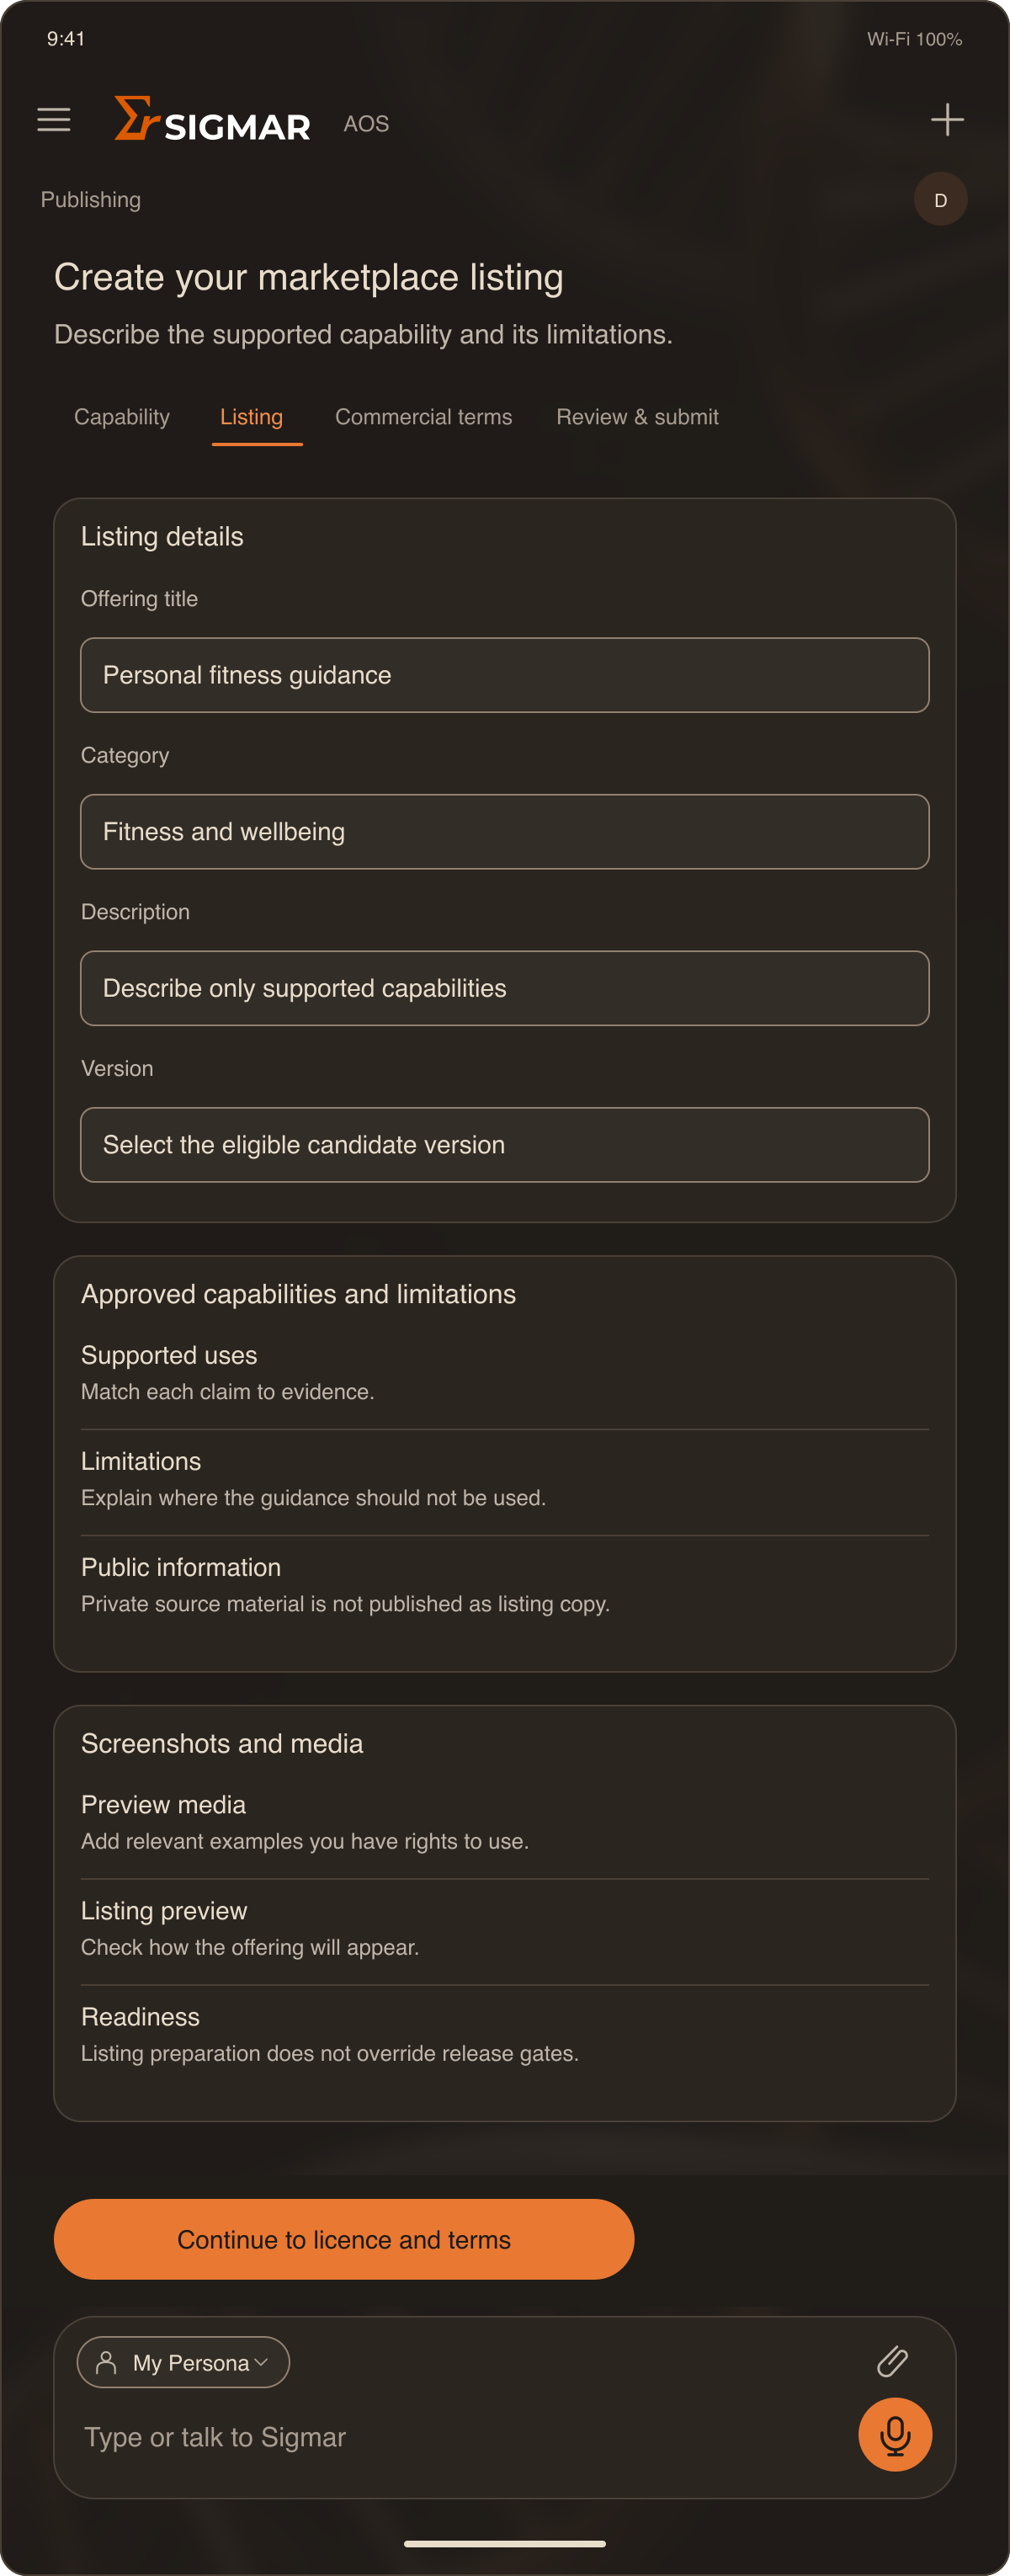 9:41
Wi-Fi 100%
Σr SIGMAR AOS
Publishing
D
Create your marketplace listing
Describe the supported capability and its limitations.
Capability Listing Commercial terms Review & submit
Listing details
Offering title
Personal fitness guidance
Category
Fitness and wellbeing
Description
Describe only supported capabilities
Version
Select the eligible candidate version
Approved capabilities and limitations
Supported uses
Match each claim to evidence.
Limitations
Explain where the guidance should not be used.
Public information
Private source material is not published as listing copy.
Screenshots and media
Preview media
Add relevant examples you have rights to use.
Listing preview
Check how the offering will appear.
Readiness
Listing preparation does not override release gates.
Continue to licence and terms
My Persona
Type or talk to Sigmar